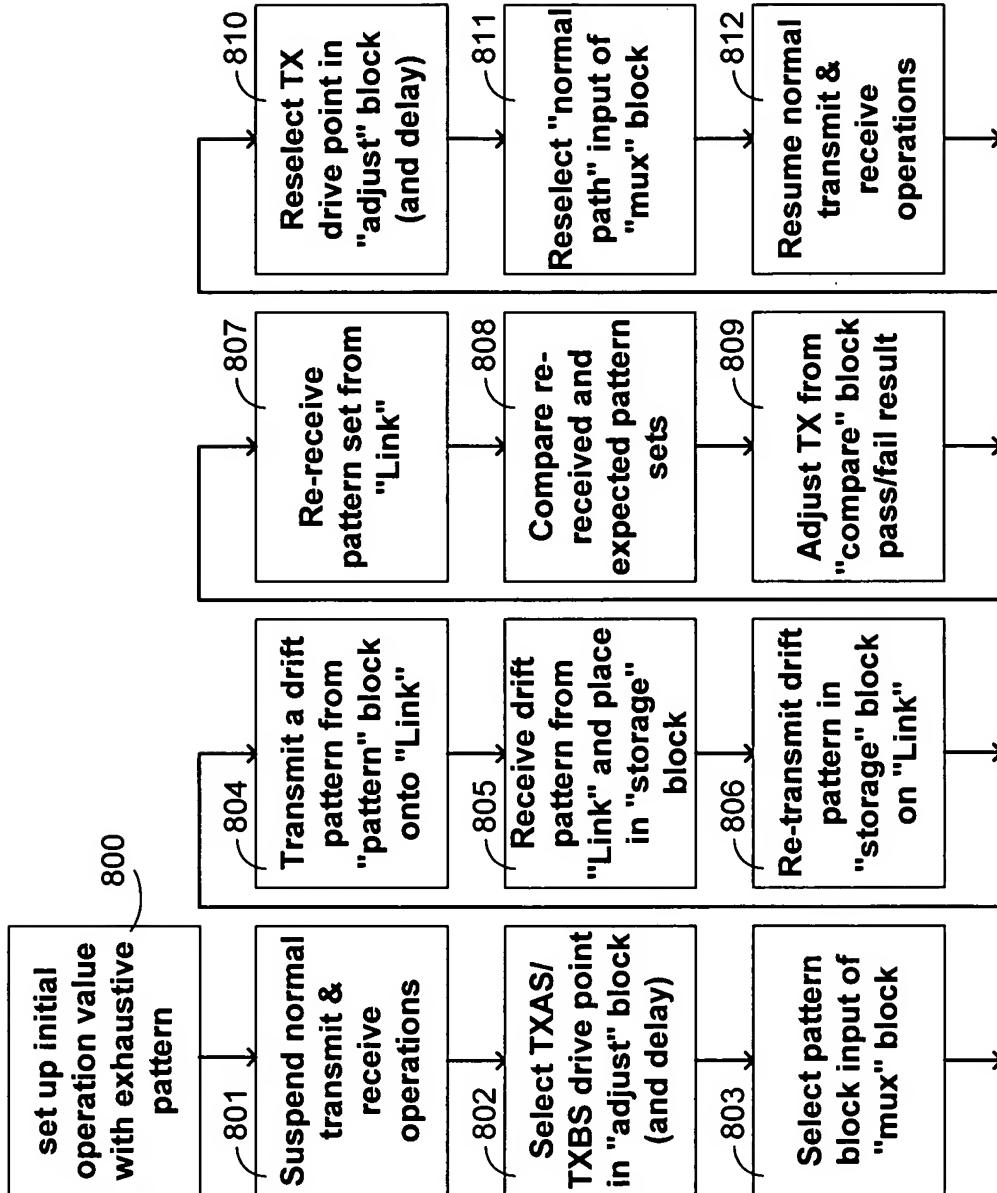 set up initial
operation value
with exhaustive
pattern
800
801
Suspend normal
transmit &
receive
operations
802
Select TXAS/
TXBS drive point
in "adjust" block
(and delay)
803
Select pattern
block input of
"mux" block
804
Transmit a drift
pattern from
"pattern" block
onto "Link"
805
Receive drift
pattern from
"Link" and place
in "storage"
block
806
Re-transmit drift
pattern in
"storage" block
on "Link"
807
Re-receive
pattern set from
"Link"
808
Compare re-
received and
expected pattern
sets
809
Adjust TX from
"compare" block
pass/fail result
810
Reselect TX
drive point in
"adjust" block
(and delay)
811
Reselect "normal
path" input of
"mux" block
812
Resume normal
transmit &
receive
operations